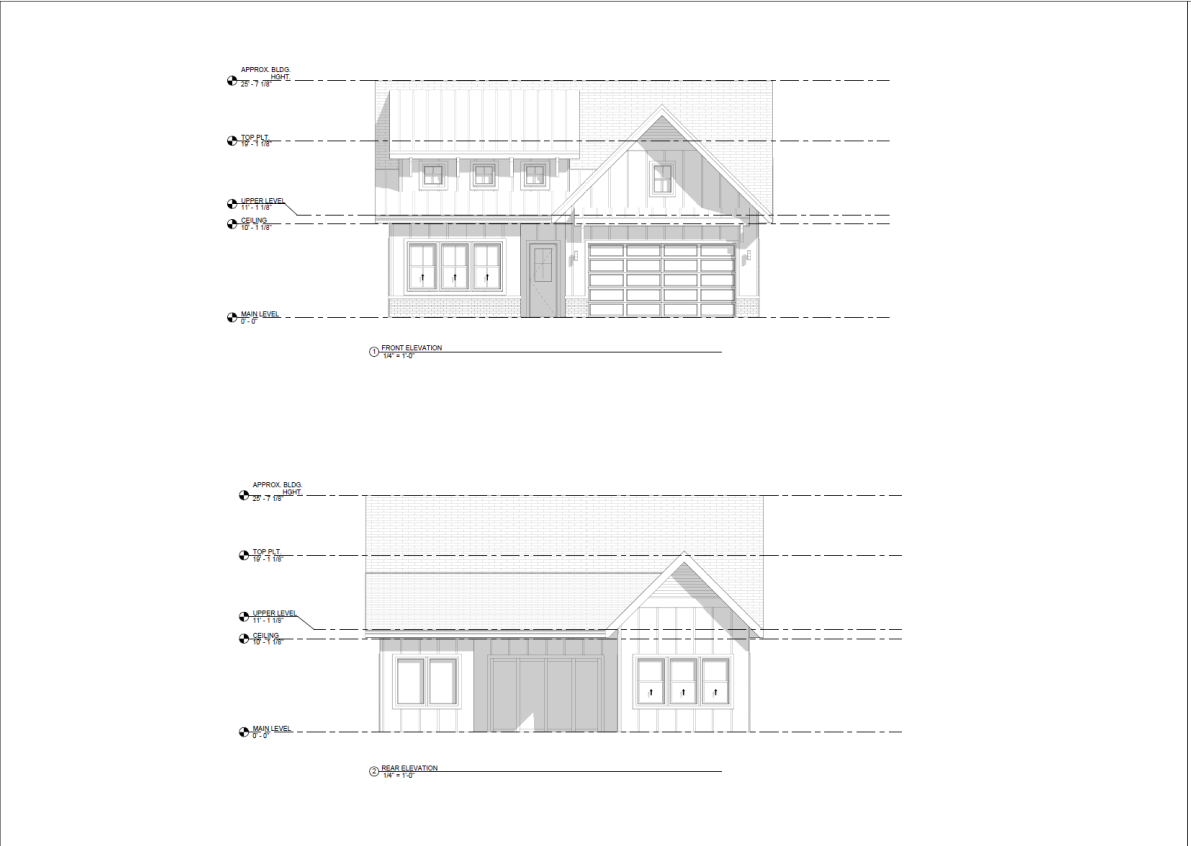 APPROX. BLDG.
HGHT.
25' - 7 1/8"
TOP PLT.
19' - 1 1/8"
UPPER LEVEL
11' - 1 1/8"
CEILING
10' - 1 1/8"
MAIN LEVEL
0' - 0"
1 FRONT ELEVATION
1/4" = 1'-0"
APPROX. BLDG.
HGHT.
25' - 7 1/8"
TOP PLT.
19' - 1 1/8"
UPPER LEVEL
11' - 1 1/8"
CEILING
10' - 1 1/8"
MAIN LEVEL
0' - 0"
2 REAR ELEVATION
1/4" = 1'-0"